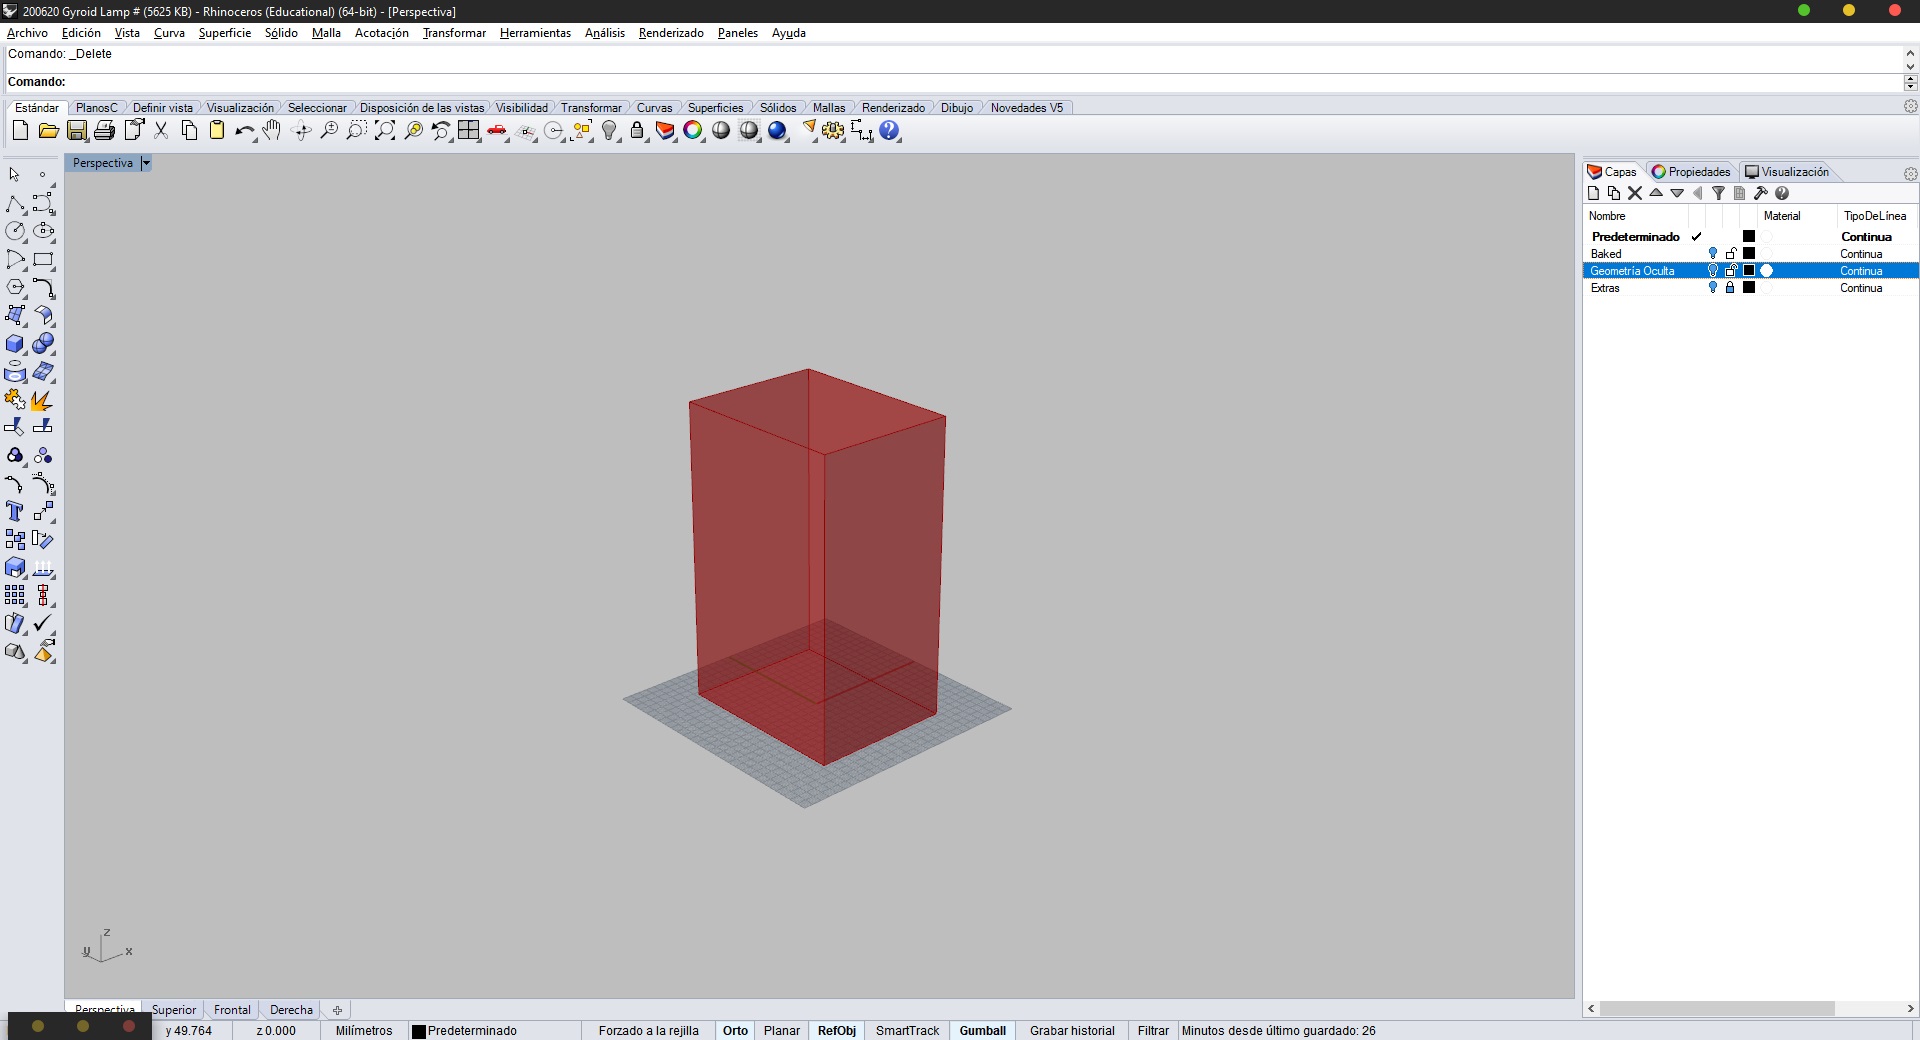 200620 Gyroid Lamp # (5625 KB) - Rhinoceros (Educational) (64-bit) - [Perspectiva]
Archivo Edición Vista Curva Superficie Sólido Malla Acotación Transformar Herramientas Análisis Renderizado Paneles Ayuda
Comando: _Delete
Comando:
Estándar PlanosC Definir vista Visualización Seleccionar Disposición de las vistas Visibilidad Transformar Curvas Superficies Sólidos Mallas Renderizado Dibujo Novedades V5
Perspectiva
Capas Propiedades Visualización
Nombre Material TipoDeLínea
Predeterminado Continua
Baked Continua
Geometría Oculta Continua
Extras Continua
z
y x
Perspectiva Superior Frontal Derecha
y 49.764 z 0.000 Milímetros Predeterminado Forzado a la rejilla Orto Planar RefObj SmartTrack Gumball Grabar historial Filtrar Minutos desde último guardado: 26